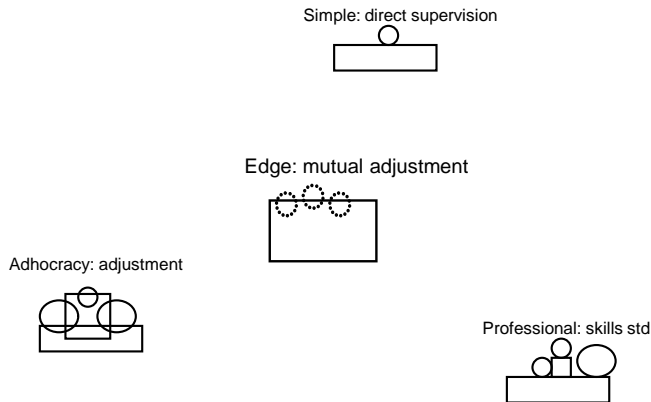 Simple: direct supervision
Edge: mutual adjustment
Adhocracy: adjustment
Professional: skills std